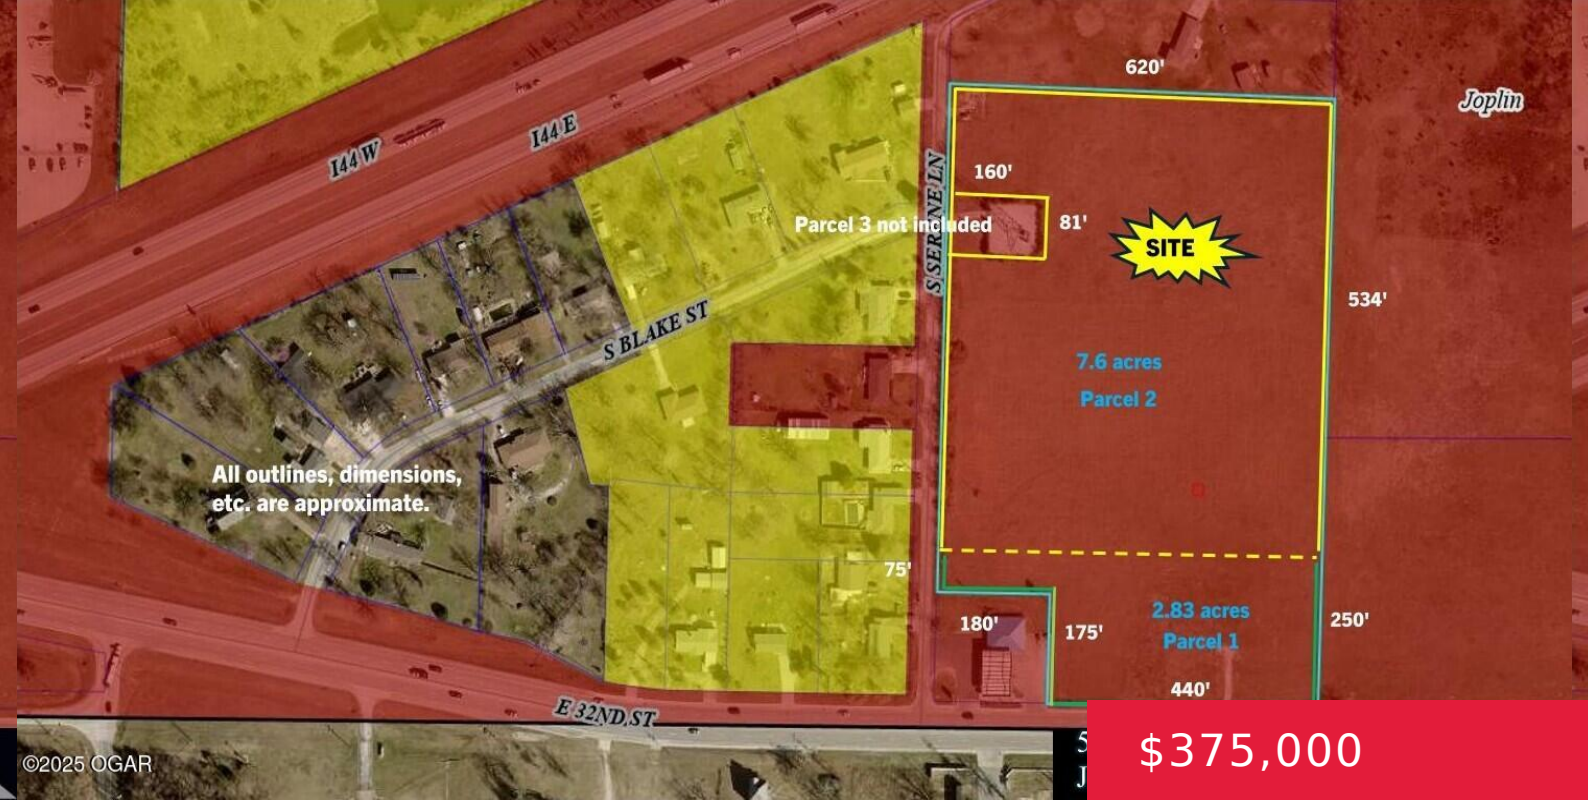 620'
Joplin
I44 W
I44 E
160'
Parcel 3 not included
81'
SITE
S SERENE LN
534'
S BLAKE ST
7.6 acres
Parcel 2
All outlines, dimensions,
etc. are approximate.
75'
2.83 acres
Parcel 1
180'
175'
250'
440'
E 32ND ST
5
J
$375,000
©2025 OGAR